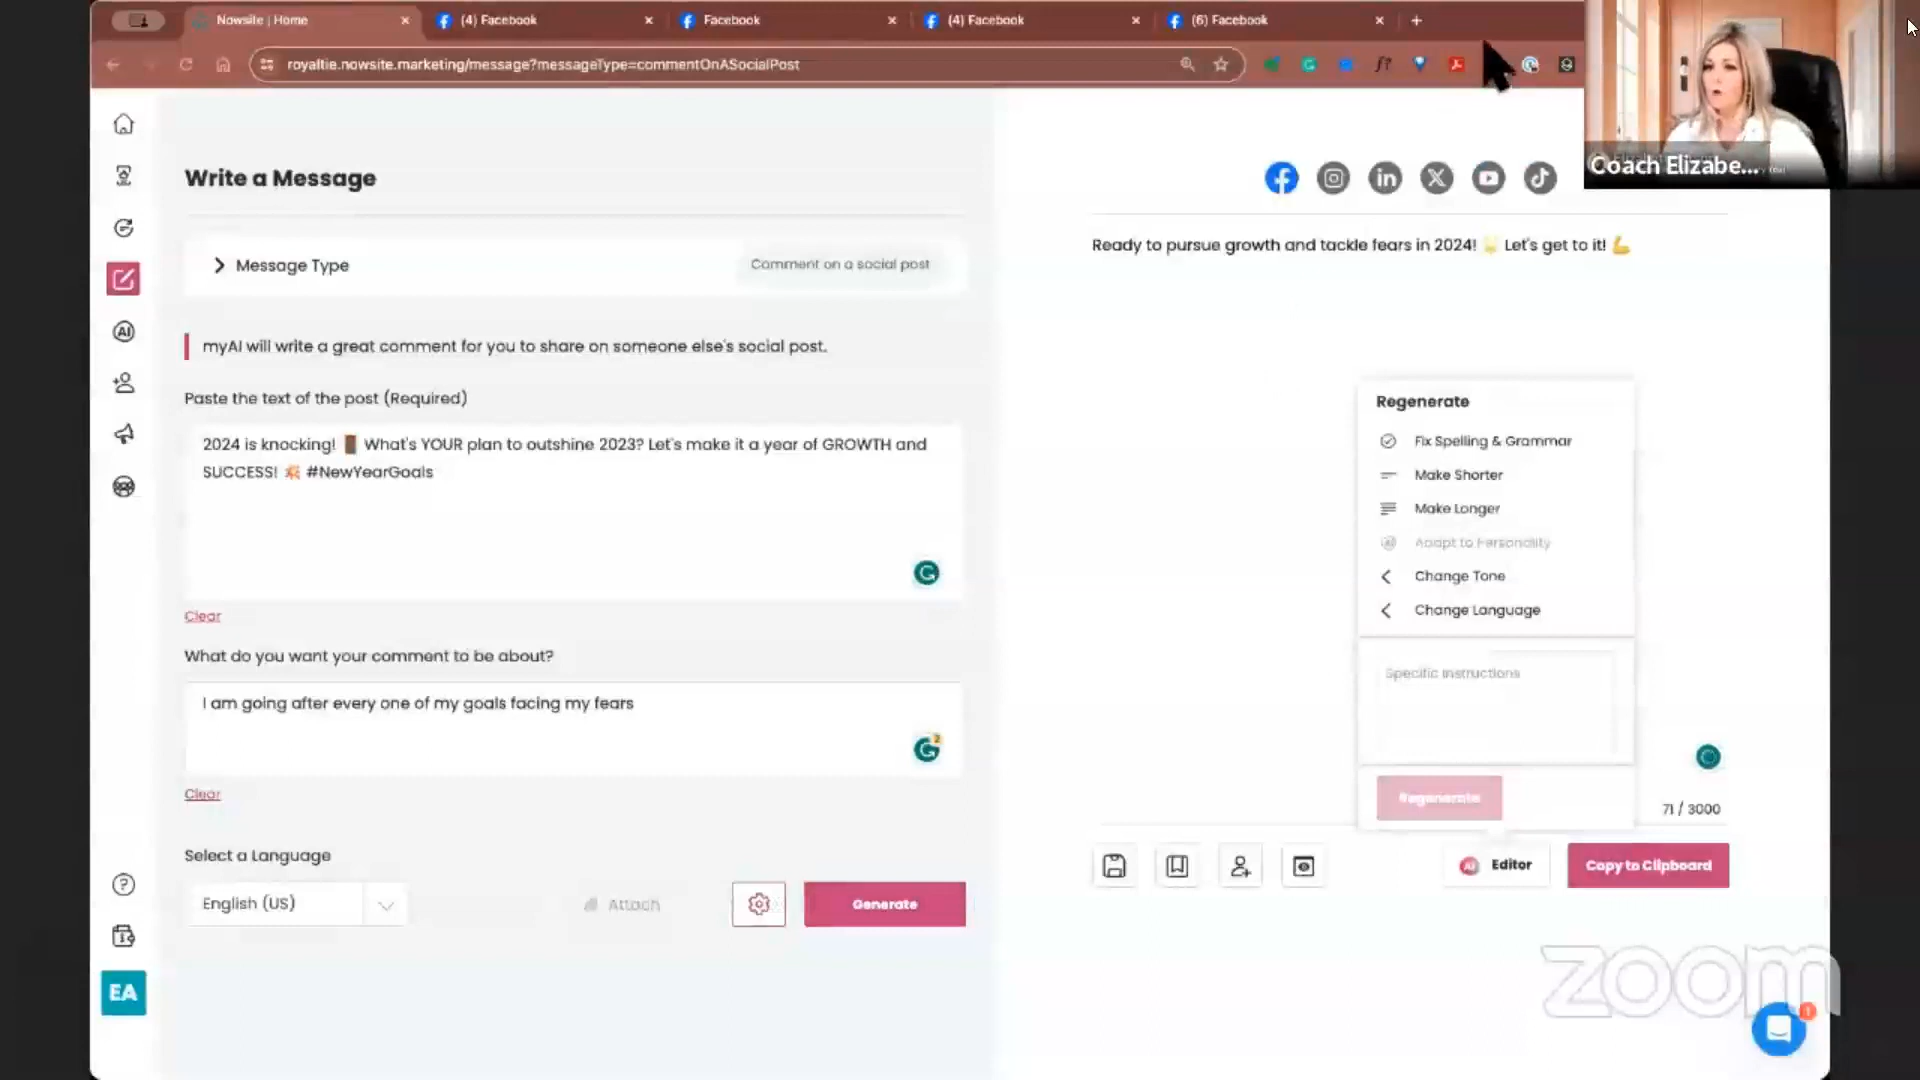 Nowsite | Home
(4) Facebook
Facebook
(4) Facebook
(6) Facebook
royaltie.nowsite.marketing/message?messageType=commentOnASocialPost
Coach Elizabe...
Write a Message
Message Type
Comment on a social post
myAI will write a great comment for you to share on someone else's social post.
Paste the text of the post (Required)
2024 is knocking! 🚪 What's YOUR plan to outshine 2023? Let's make it a year of GROWTH and
SUCCESS! 💥 #NewYearGoals
Clear
What do you want your comment to be about?
I am going after every one of my goals facing my fears
Clear
Select a Language
English (US)
Attach
Generate
Ready to pursue growth and tackle fears in 2024! 🌟 Let's get to it! 💪
Regenerate
Fix Spelling & Grammar
Make Shorter
Make Longer
Adapt to Personality
Change Tone
Change Language
Specific Instructions
Regenerate
71 / 3000
AI Editor
Copy to Clipboard
AI
EA
zoom
1